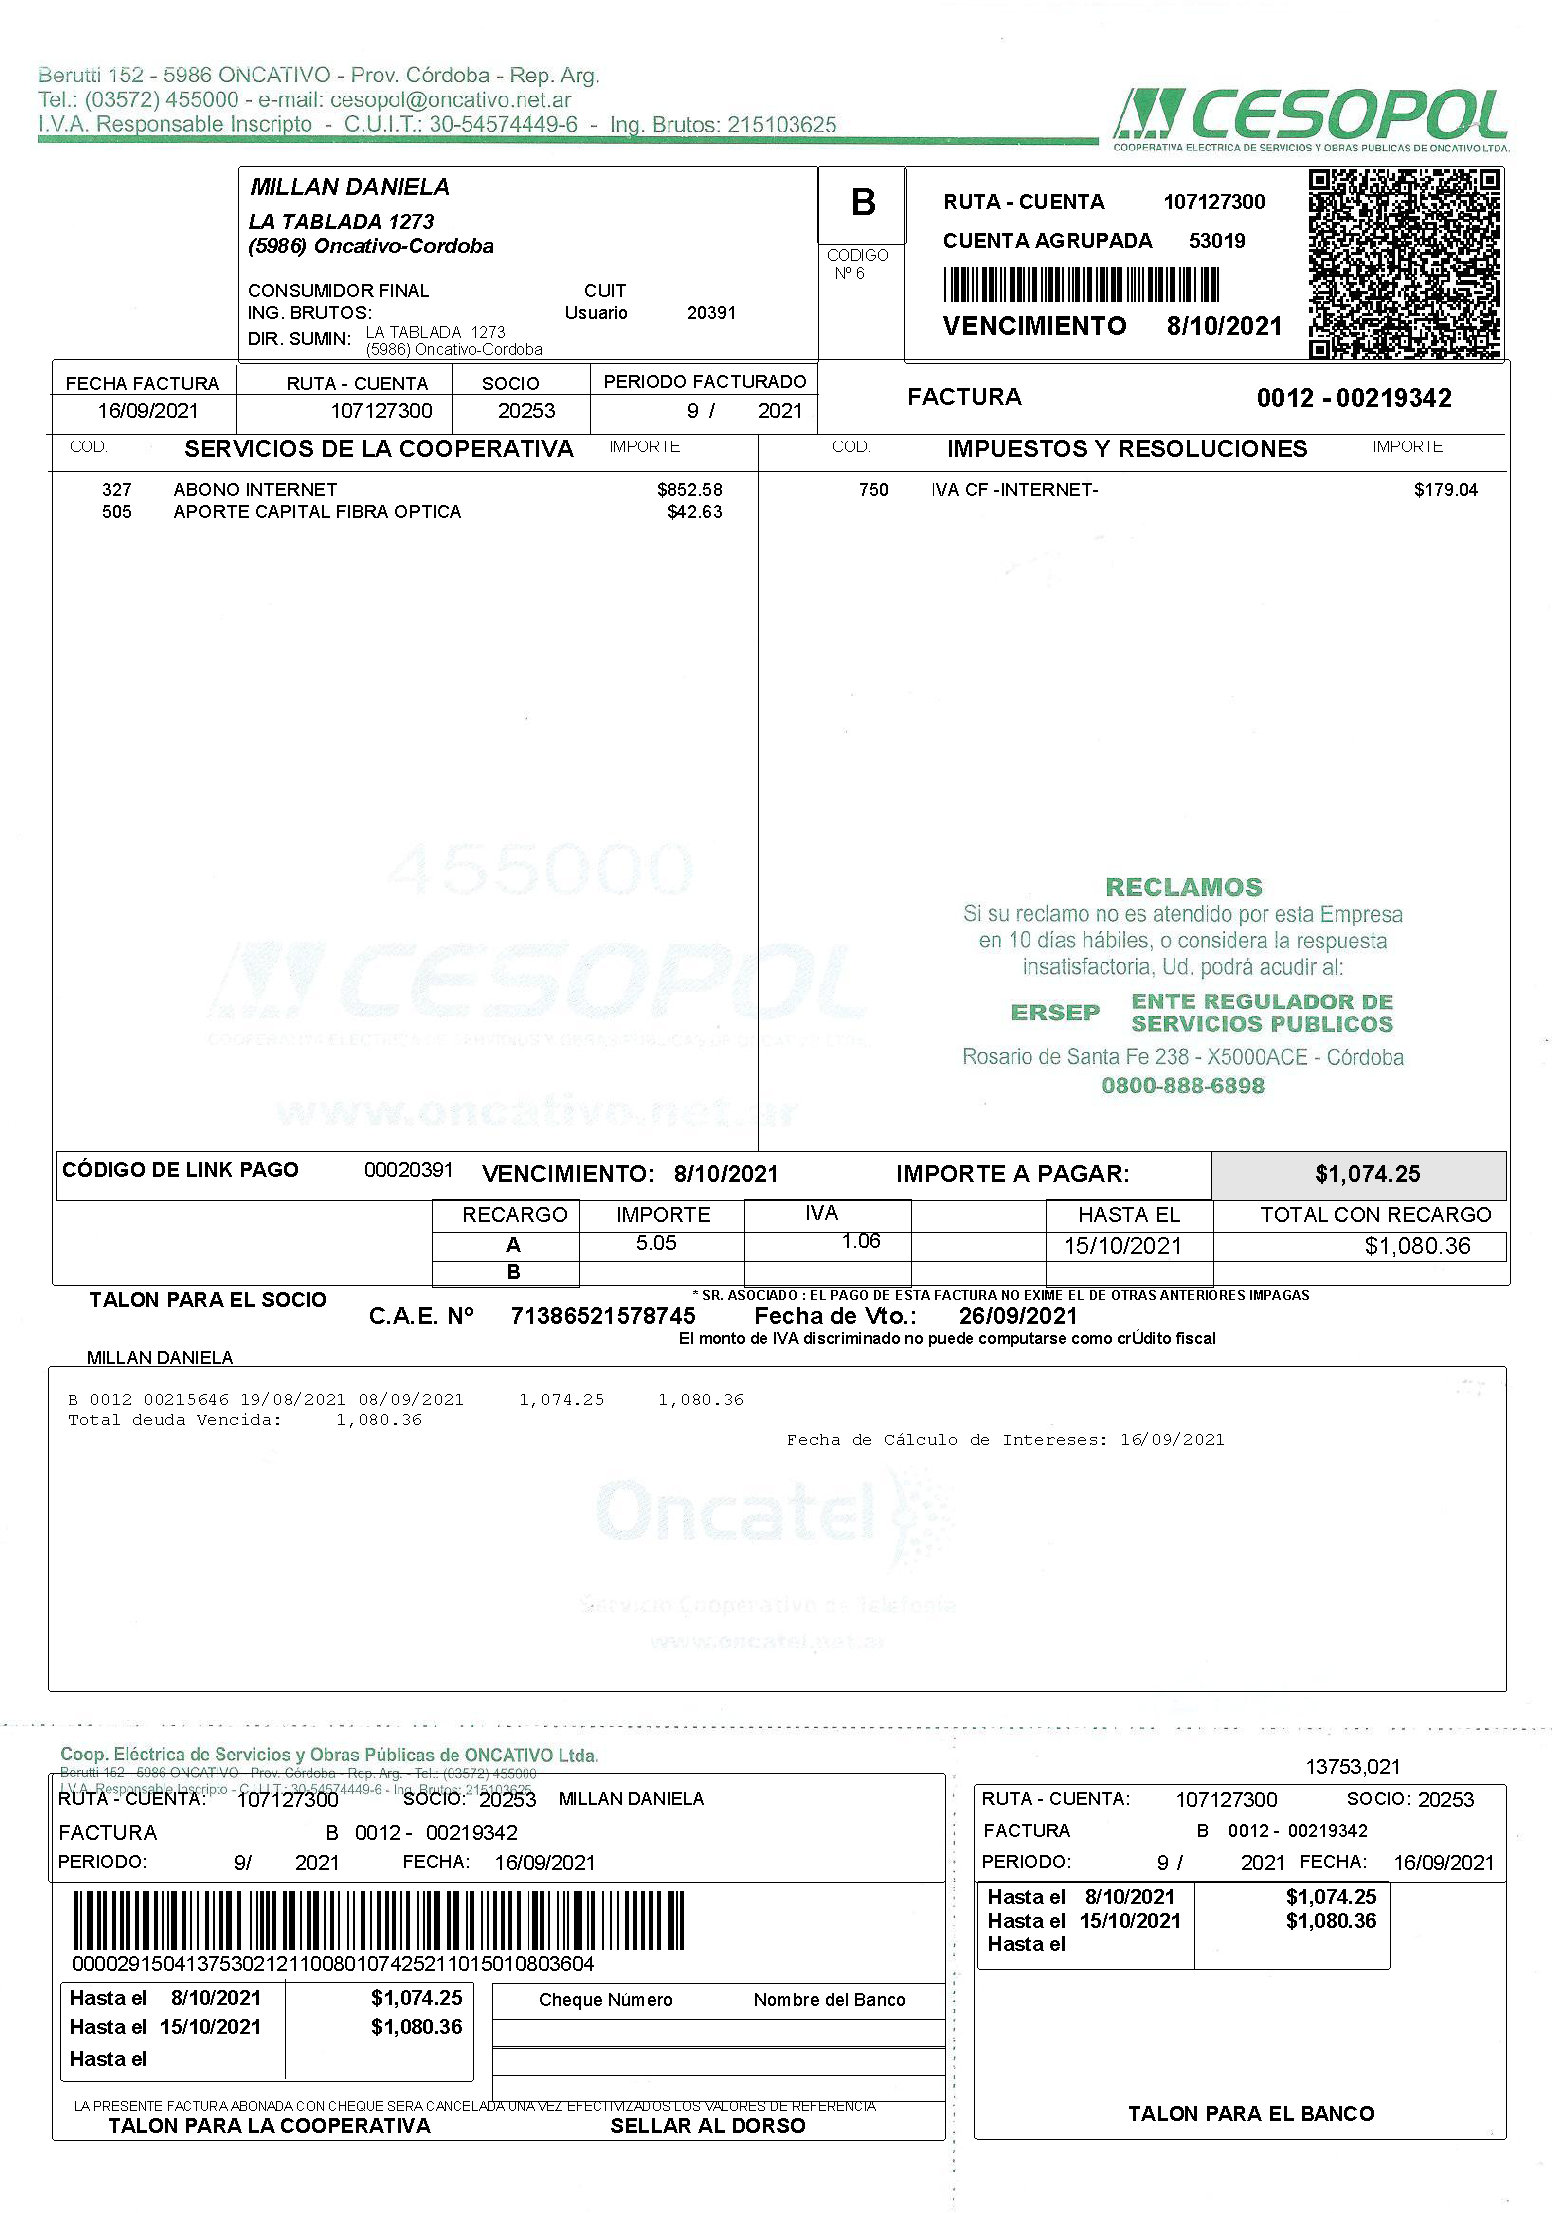 Berutti 152 - 5986 ONCATIVO - Prov. Córdoba - Rep. Arg.
Tel.: (03572) 455000 - e-mail: cesopol@oncativo.net.ar
I.V.A. Responsable Inscripto - C.U.I.T.: 30-54574449-6 - Ing. Brutos: 215103625
CESOPOL
COOPERATIVA ELECTRICA DE SERVICIOS Y OBRAS PUBLICAS DE ONCATIVO LTDA.
MILLAN DANIELA
LA TABLADA 1273
(5986) Oncativo-Cordoba
CONSUMIDOR FINAL CUIT
ING. BRUTOS: Usuario 20391
DIR. SUMIN: LA TABLADA 1273
(5986) Oncativo-Cordoba
B
CODIGO
Nº 6
RUTA - CUENTA 107127300
CUENTA AGRUPADA 53019
VENCIMIENTO 8/10/2021
FECHA FACTURA RUTA - CUENTA SOCIO PERIODO FACTURADO
16/09/2021 107127300 20253 9 / 2021
FACTURA 0012 - 00219342
COD. SERVICIOS DE LA COOPERATIVA IMPORTE COD. IMPUESTOS Y RESOLUCIONES IMPORTE
327 ABONO INTERNET $852.58 750 IVA CF -INTERNET- $179.04
505 APORTE CAPITAL FIBRA OPTICA $42.63
455000
CESOPOL
www.oncativo.net.ar
RECLAMOS
Si su reclamo no es atendido por esta Empresa
en 10 días hábiles, o considera la respuesta
insatisfactoria, Ud. podrá acudir al:
ERSEP ENTE REGULADOR DE
SERVICIOS PUBLICOS
Rosario de Santa Fe 238 - X5000ACE - Córdoba
0800-888-6898
CÓDIGO DE LINK PAGO 00020391 VENCIMIENTO: 8/10/2021 IMPORTE A PAGAR: $1,074.25
RECARGO IMPORTE IVA HASTA EL TOTAL CON RECARGO
A 5.05 1.06 15/10/2021 $1,080.36
B
TALON PARA EL SOCIO * SR. ASOCIADO : EL PAGO DE ESTA FACTURA NO EXIME EL DE OTRAS ANTERIORES IMPAGAS
C.A.E. Nº 71386521578745 Fecha de Vto.: 26/09/2021
El monto de IVA discriminado no puede computarse como crÚdito fiscal
MILLAN DANIELA
B 0012 00215646 19/08/2021 08/09/2021 1,074.25 1,080.36
Total deuda Vencida: 1,080.36
Fecha de Cálculo de Intereses: 16/09/2021
Oncatel
Servicio Cooperativo de Telefonía
www.oncatel.net.ar
Coop. Eléctrica de Servicios y Obras Públicas de ONCATIVO Ltda.
Berutti 152 - 5986 ONCATIVO - Prov. Córdoba - Rep. Arg. - Tel.: (03572) 455000
I.V.A. Responsable Inscripto - C.U.I.T.: 30-54574449-6 - Ing. Brutos: 215103625
RUTA - CUENTA: 107127300 SOCIO: 20253 MILLAN DANIELA
FACTURA B 0012 - 00219342
PERIODO: 9/ 2021 FECHA: 16/09/2021
0000291504137530212110080107425211015010803604
Hasta el 8/10/2021 $1,074.25
Hasta el 15/10/2021 $1,080.36
Hasta el
Cheque Número Nombre del Banco
LA PRESENTE FACTURA ABONADA CON CHEQUE SERA CANCELADA UNA VEZ EFECTIVIZADOS LOS VALORES DE REFERENCIA
TALON PARA LA COOPERATIVA SELLAR AL DORSO
13753,021
RUTA - CUENTA: 107127300 SOCIO: 20253
FACTURA B 0012 - 00219342
PERIODO: 9 / 2021 FECHA: 16/09/2021
Hasta el 8/10/2021 $1,074.25
Hasta el 15/10/2021 $1,080.36
Hasta el
TALON PARA EL BANCO